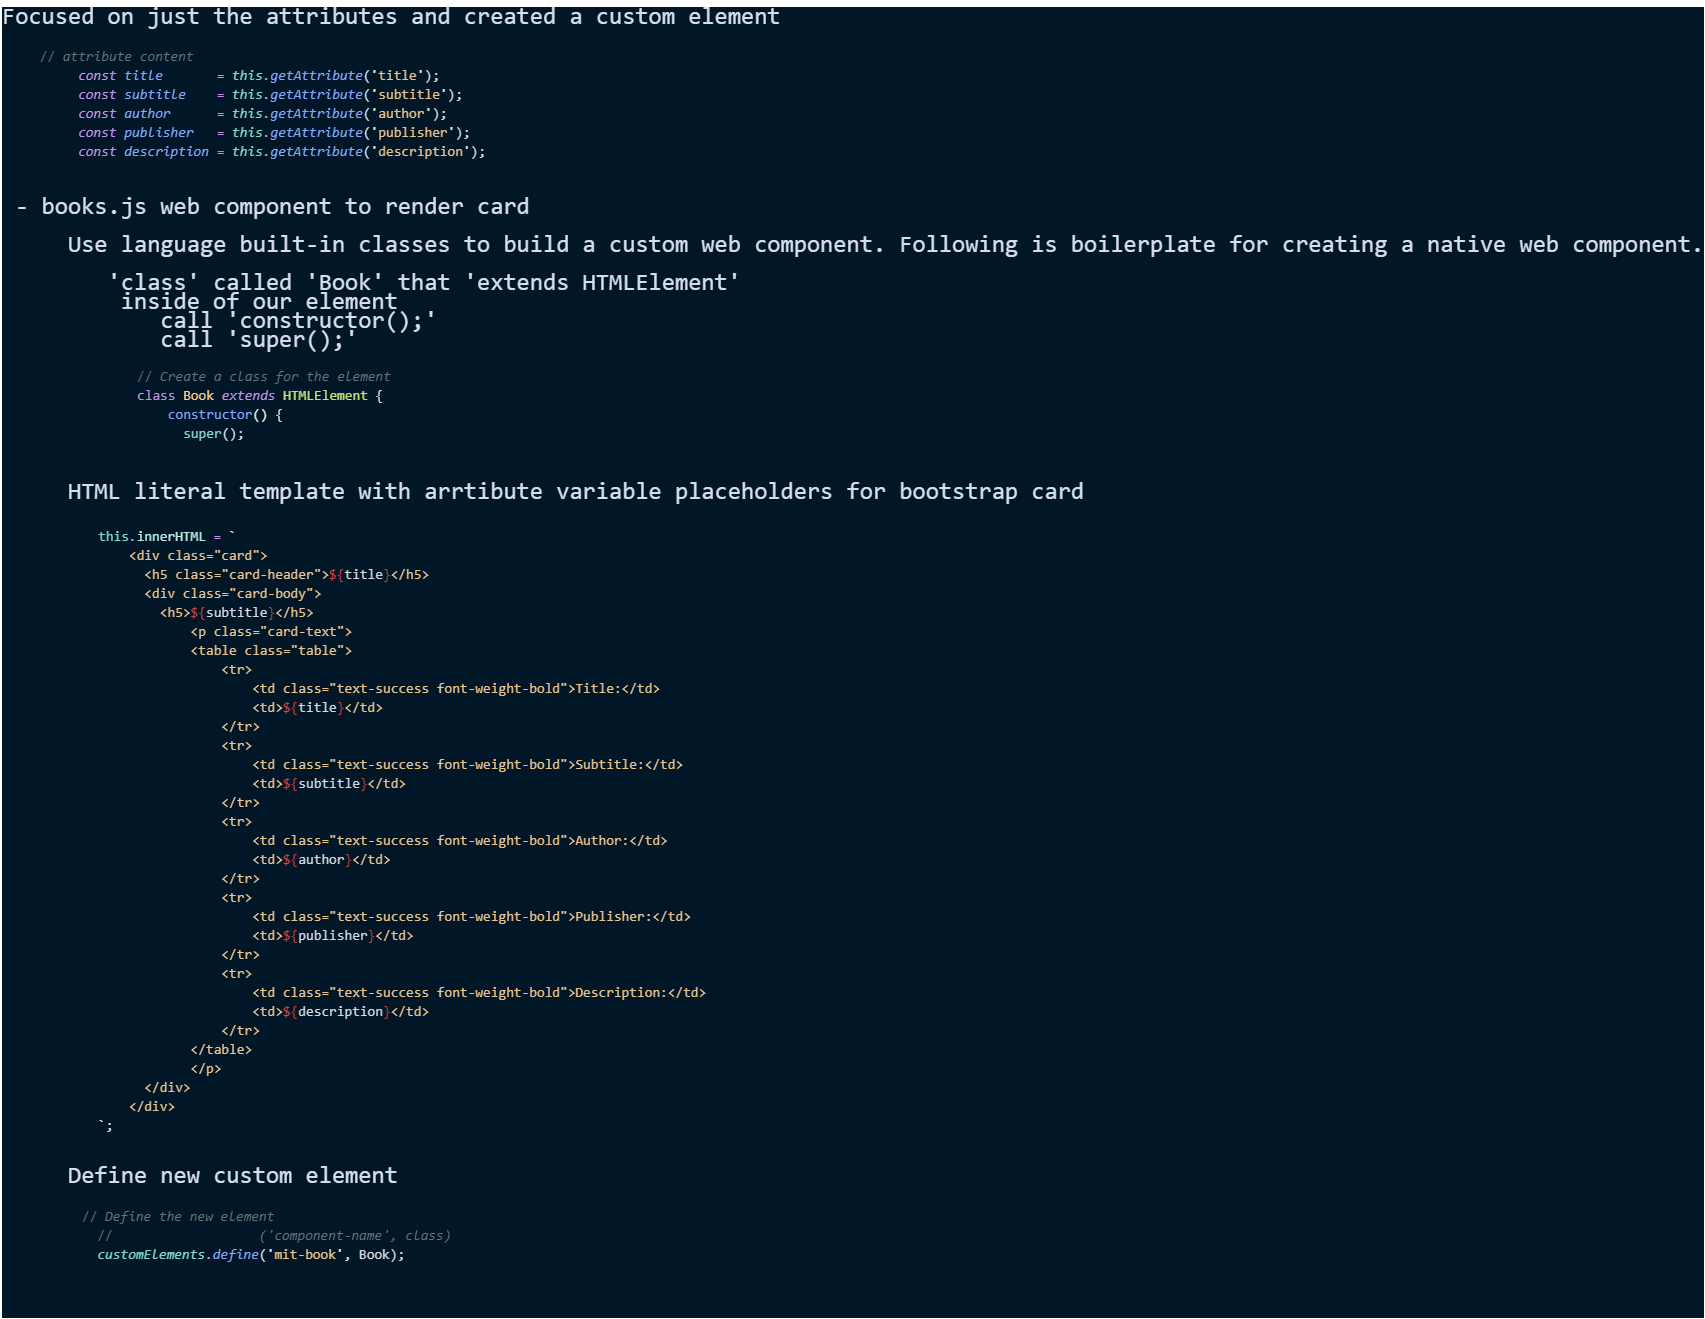 Focused on just the attributes and created a custom element
// attribute content
const title       = this.getAttribute('title');
const subtitle    = this.getAttribute('subtitle');
const author      = this.getAttribute('author');
const publisher   = this.getAttribute('publisher');
const description = this.getAttribute('description');
- books.js web component to render card
Use language built-in classes to build a custom web component. Following is boilerplate for creating a native web component.
'class' called 'Book' that 'extends HTMLElement'
inside of our element
call 'constructor();'
call 'super();'
// Create a class for the element
class Book extends HTMLElement {
constructor() {
super();
HTML literal template with arrtibute variable placeholders for bootstrap card
this.innerHTML = `
<div class="card">
<h5 class="card-header">${title}</h5>
<div class="card-body">
<h5>${subtitle}</h5>
<p class="card-text">
<table class="table">
<tr>
<td class="text-success font-weight-bold">Title:</td>
<td>${title}</td>
</tr>
<tr>
<td class="text-success font-weight-bold">Subtitle:</td>
<td>${subtitle}</td>
</tr>
<tr>
<td class="text-success font-weight-bold">Author:</td>
<td>${author}</td>
</tr>
<tr>
<td class="text-success font-weight-bold">Publisher:</td>
<td>${publisher}</td>
</tr>
<tr>
<td class="text-success font-weight-bold">Description:</td>
<td>${description}</td>
</tr>
</table>
</p>
</div>
</div>
`;
Define new custom element
// Define the new element
//                   ('component-name', class)
customElements.define('mit-book', Book);